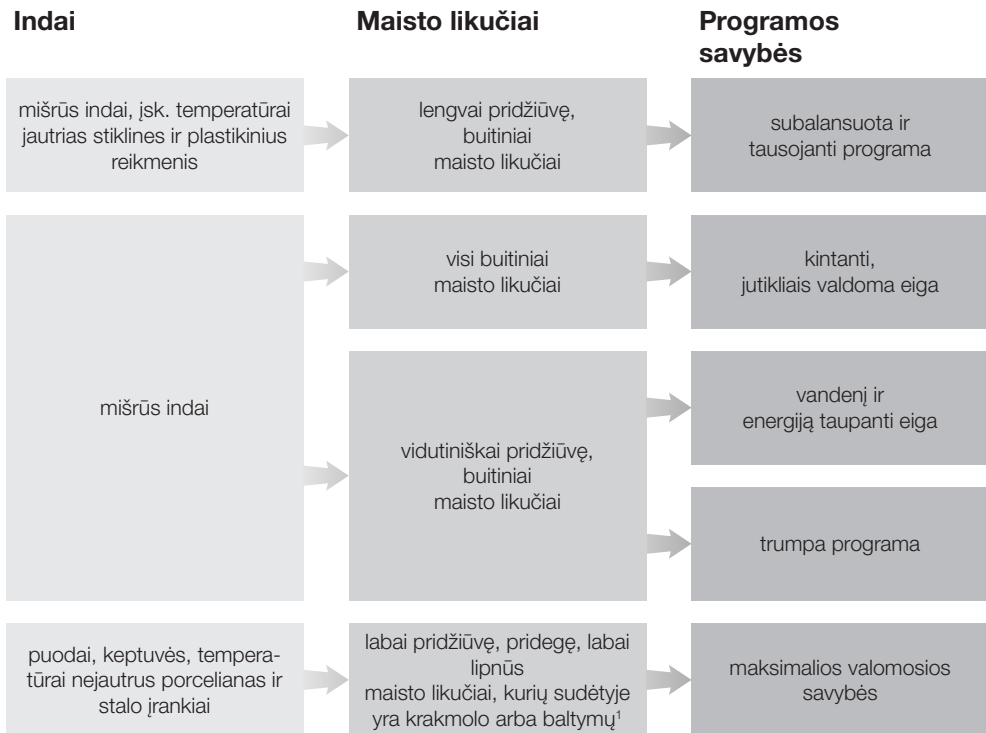 Indai
Maisto likučiai
Programos
savybės
mišrūs indai, įsk. temperatūrai
jautrias stiklines ir plastikinius
reikmenis
lengvai pridžiūvę,
buitiniai
maisto likučiai
subalansuota ir
tausojanti programa
mišrūs indai
visi buitiniai
maisto likučiai
kintanti,
jutikliais valdoma eiga
vidutiniškai pridžiūvę,
buitiniai
maisto likučiai
vandenį ir
energiją taupanti eiga
trumpa programa
puodai, keptuvės, tempera-
tūrai nejautrus porcelianas ir
stalo įrankiai
labai pridžiūvę, pridegę, labai
lipnūs
maisto likučiai, kurių sudėtyje
yra krakmolo arba baltymų¹
maksimalios valomosios
savybės